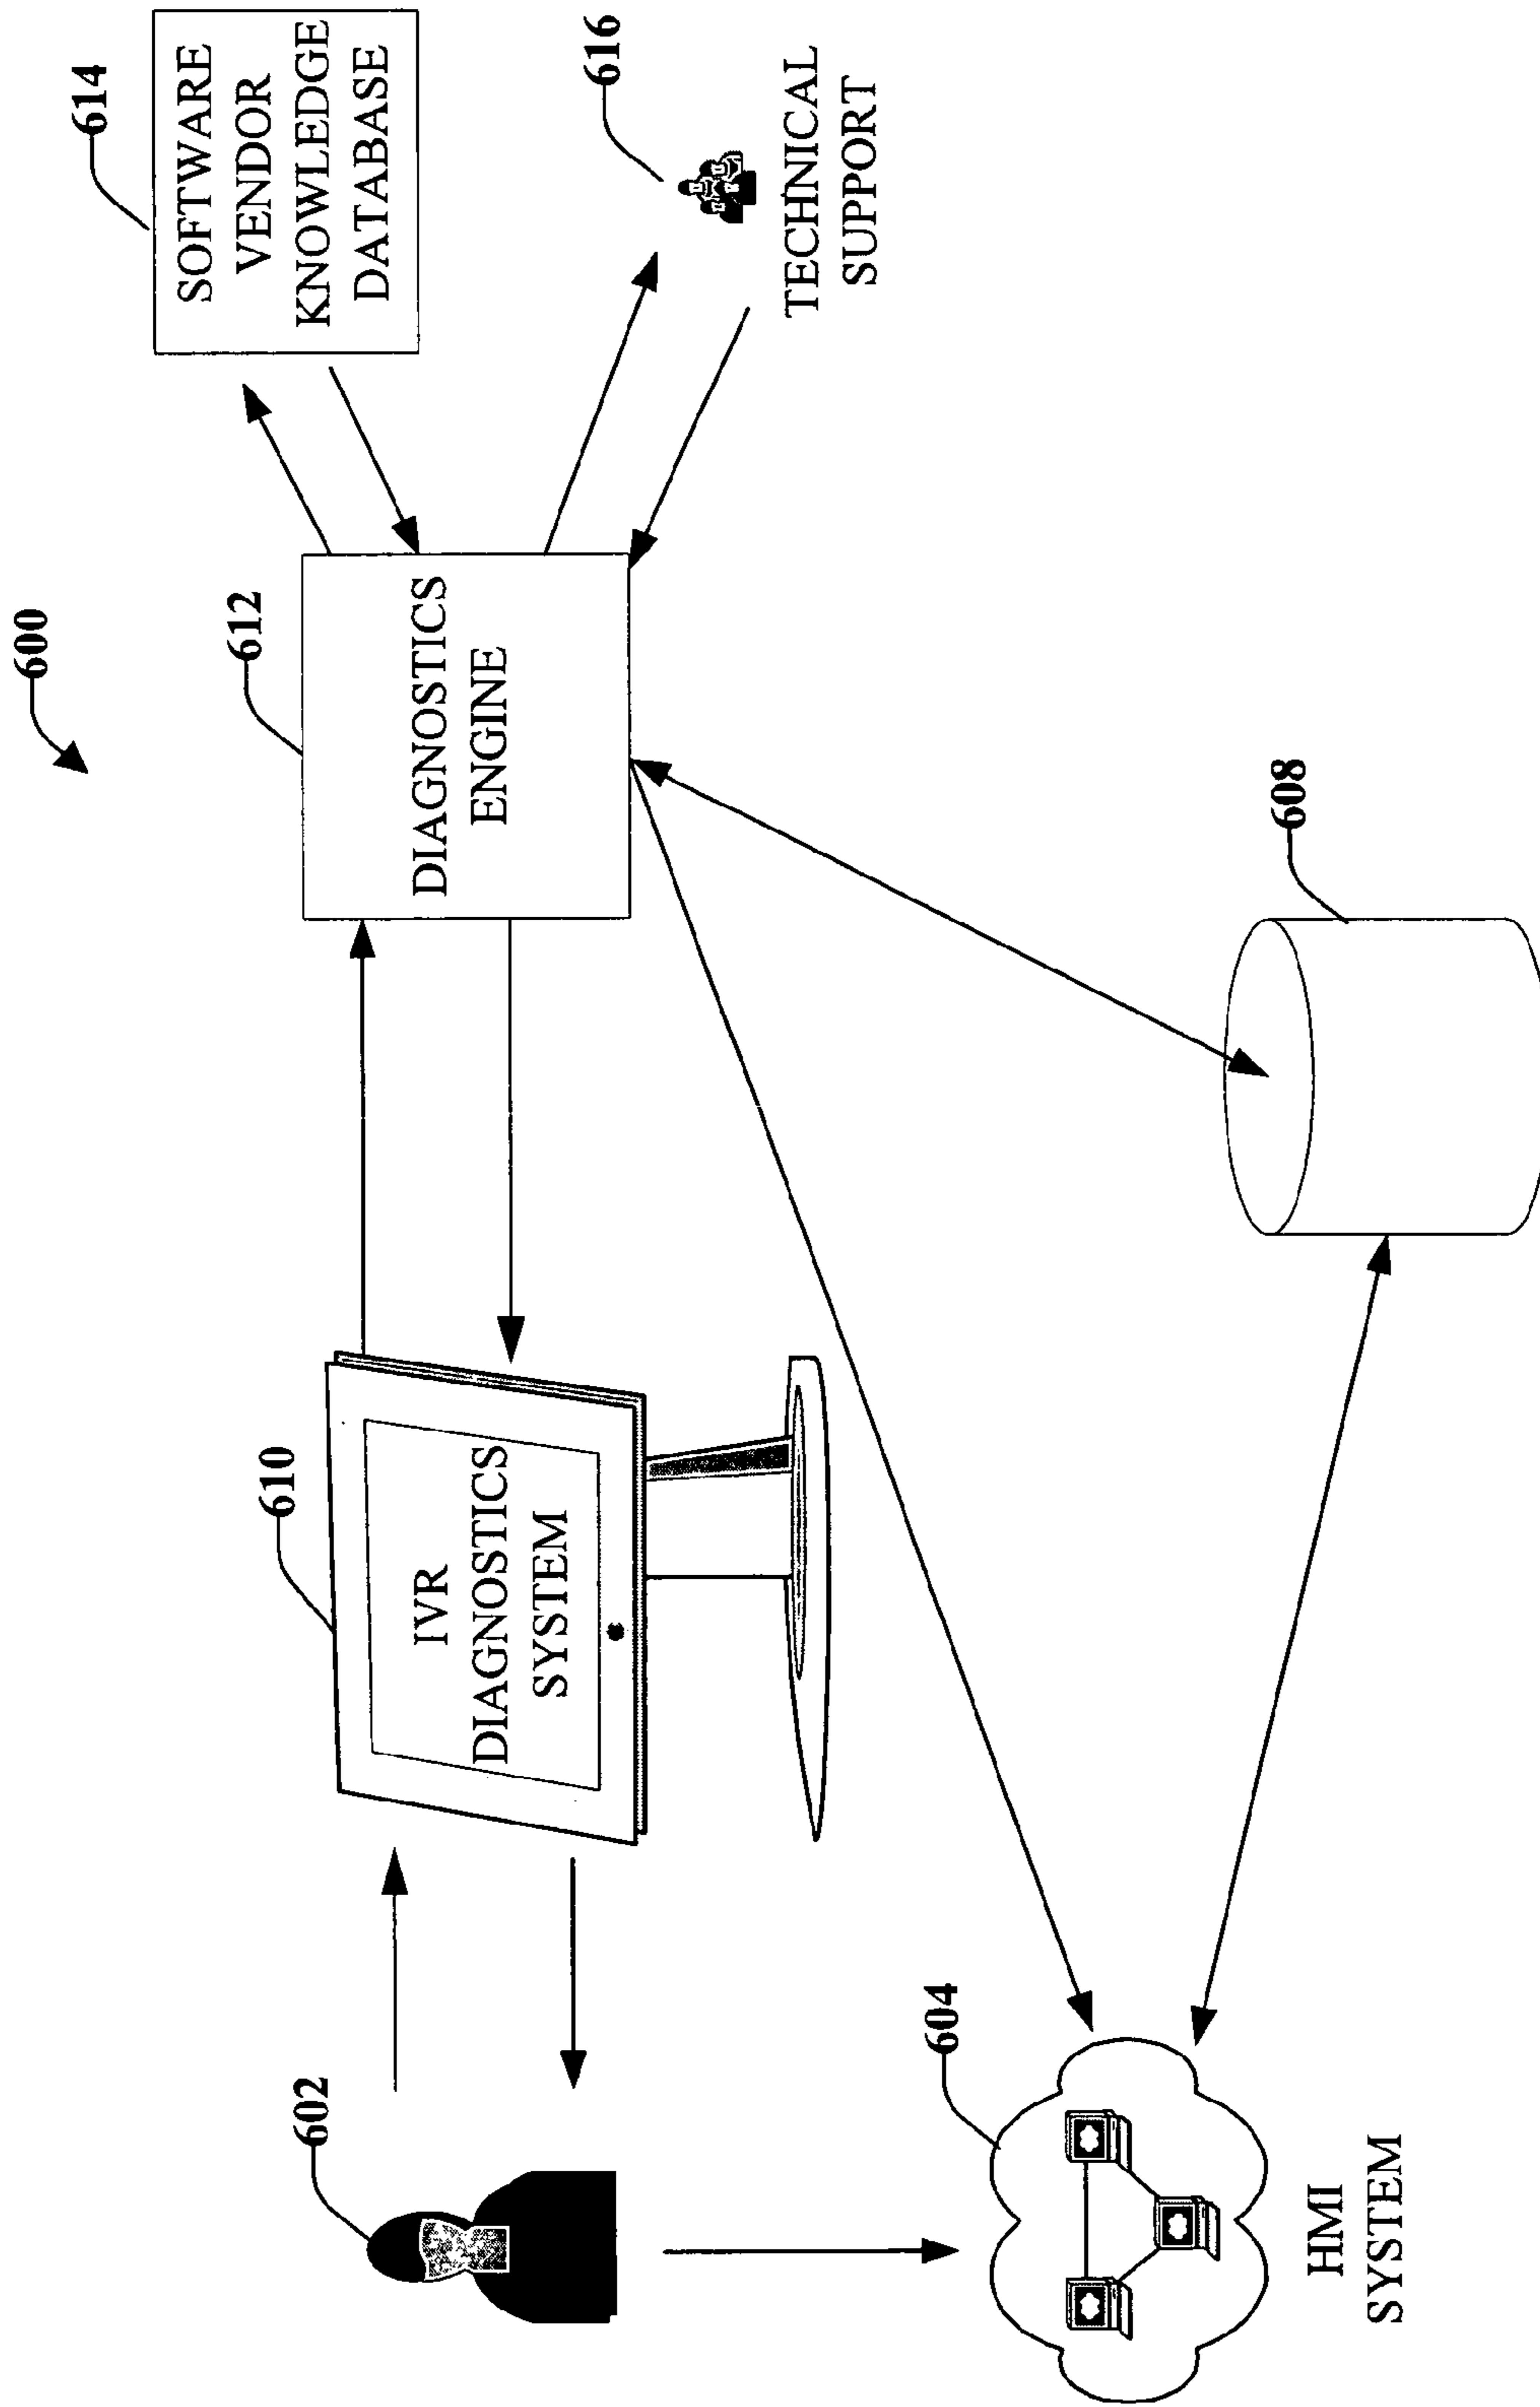 600
602
610
IVR
DIAGNOSTICS
SYSTEM
612
DIAGNOSTICS
ENGINE
614
SOFTWARE
VENDOR
KNOWLEDGE
DATABASE
616
TECHNICAL
SUPPORT
604
HMI
SYSTEM
608